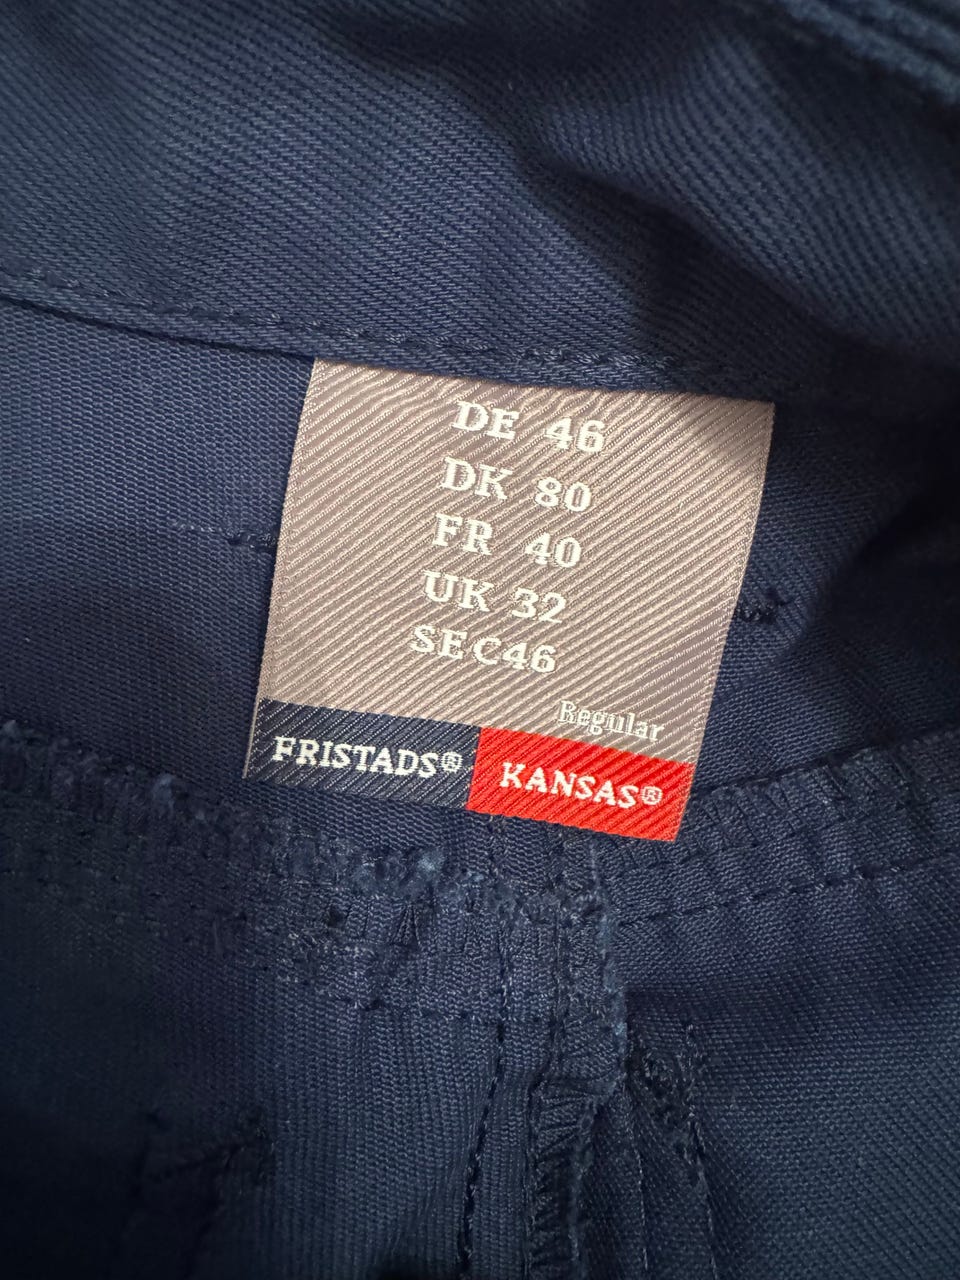 DE 46
DK 80
FR 40
UK 32
SE C46
Regular
FRISTADS® KANSAS®